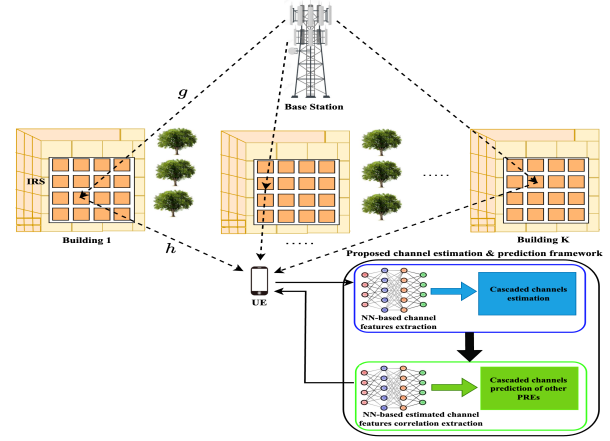 g
Base Station
IRS
Building 1
.....
Building K
h
.....
Proposed channel estimation & prediction framework
UE
NN-based channel
features extraction
Cascaded channels
estimation
NN-based estimated channel
features correlation extraction
Cascaded channels
prediction of other
PREs